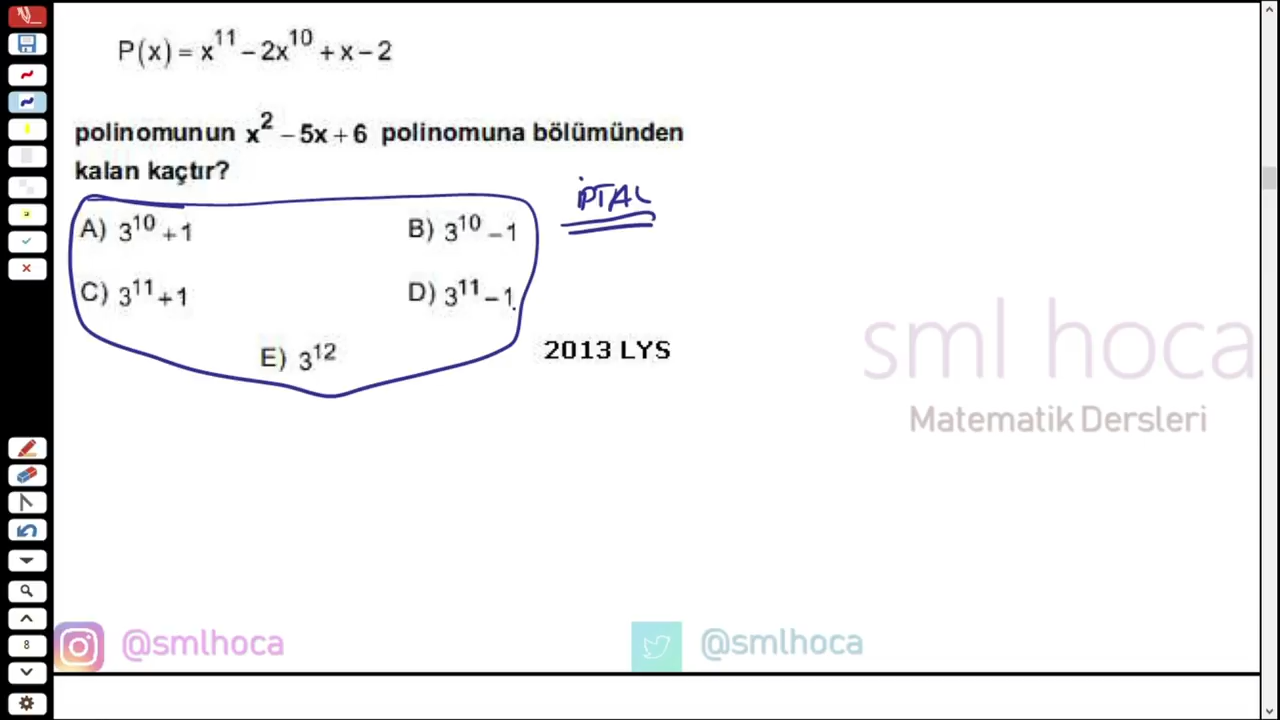 P(x) = x¹¹ – 2x¹⁰ + x – 2
polinomunun x² – 5x + 6 polinomuna bölümünden
kalan kaçtır?
İPTAL
A) 3¹⁰ + 1 B) 3¹⁰ – 1
C) 3¹¹ + 1 D) 3¹¹ – 1
E) 3¹²
2013 LYS
sml hoca
Matematik Dersleri
8
@smlhoca @smlhoca